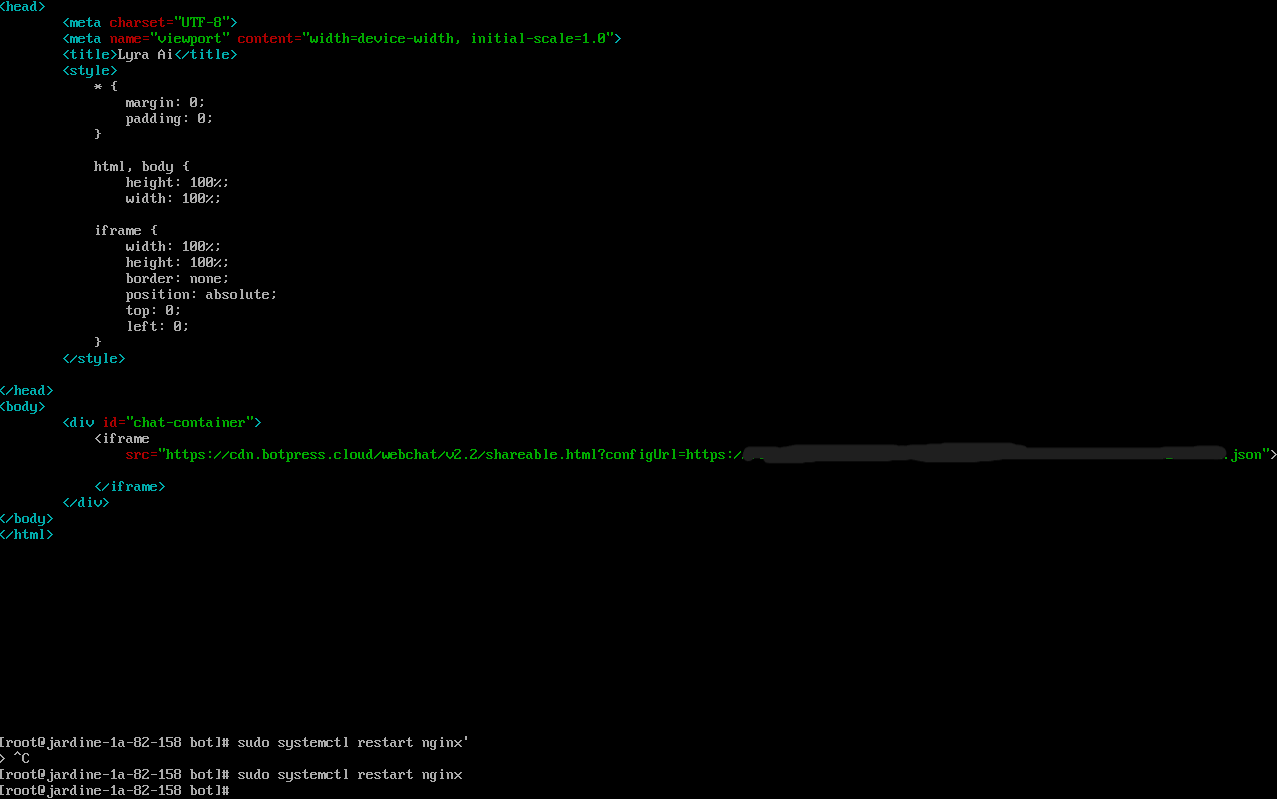 <head>
        <meta charset="UTF-8">
        <meta name="viewport" content="width=device-width, initial-scale=1.0">
        <title>Lyra Ai</title>
        <style>
            * {
                margin: 0;
                padding: 0;
            }

            html, body {
                height: 100%;
                width: 100%;

            iframe {
                width: 100%;
                height: 100%;
                border: none;
                position: absolute;
                top: 0;
                left: 0;
            }
        </style>

</head>
<body>
        <div id="chat-container">
            <iframe
                src="https://cdn.botpress.cloud/webchat/v2.2/shareable.html?configUrl=https:/ .json">

            </iframe>
        </div>
</body>
</html>
[root@jardine-1a-82-158 bot]# sudo systemctl restart nginx'
> ^C
[root@jardine-1a-82-158 bot]# sudo systemctl restart nginx
[root@jardine-1a-82-158 bot]#